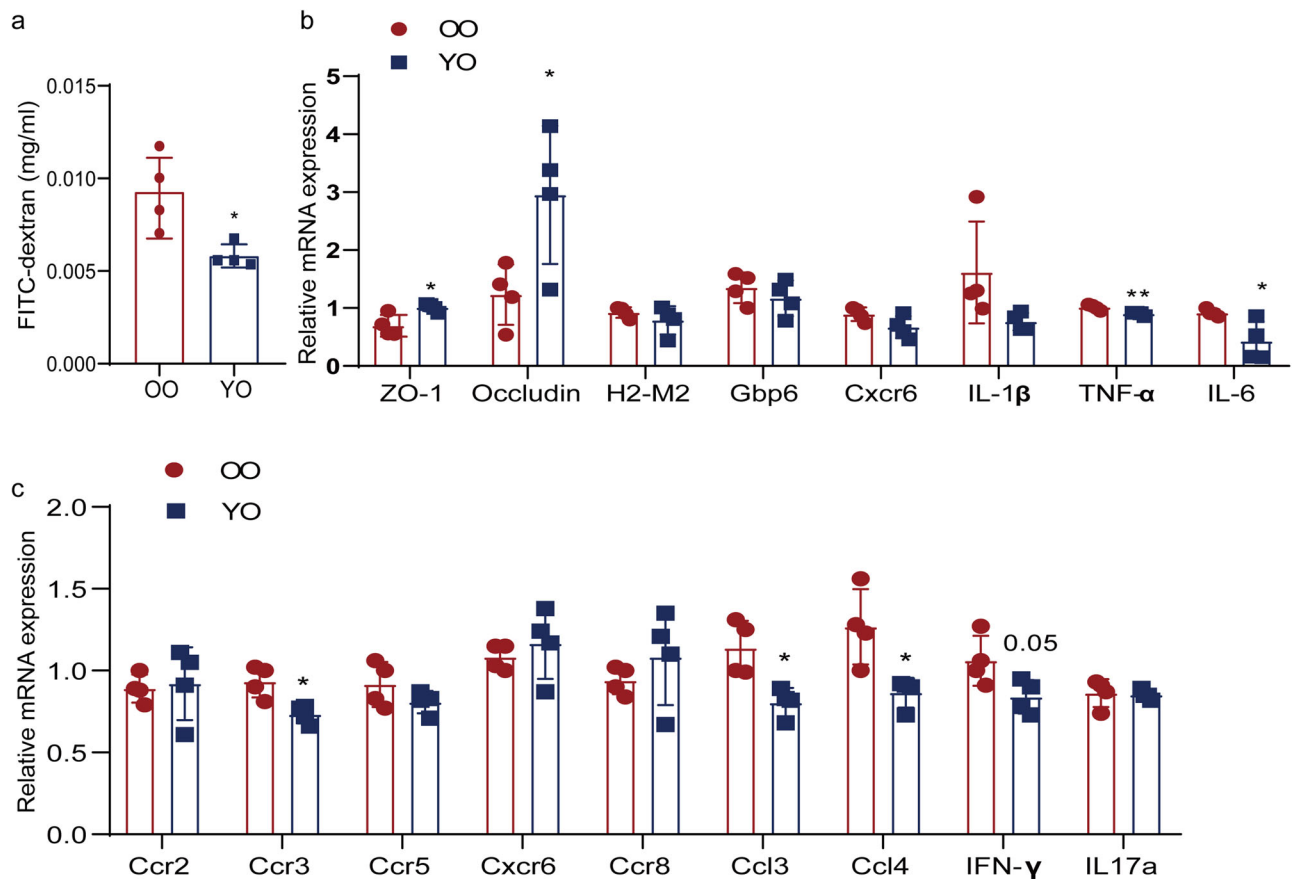 a
FITC-dextran (mg/ml)
0.015
0.010
0.005
0.000
*
OO YO
b
OO
YO
Relative mRNA expression
5
4
3
2
1
0
* * ** *
ZO-1 Occludin H2-M2 Gbp6 Cxcr6 IL-1β TNF-α IL-6
c
OO
YO
Relative mRNA expression
2.0
1.5
1.0
0.5
0.0
* * * 0.05
Ccr2 Ccr3 Ccr5 Cxcr6 Ccr8 Ccl3 Ccl4 IFN-γ IL17a